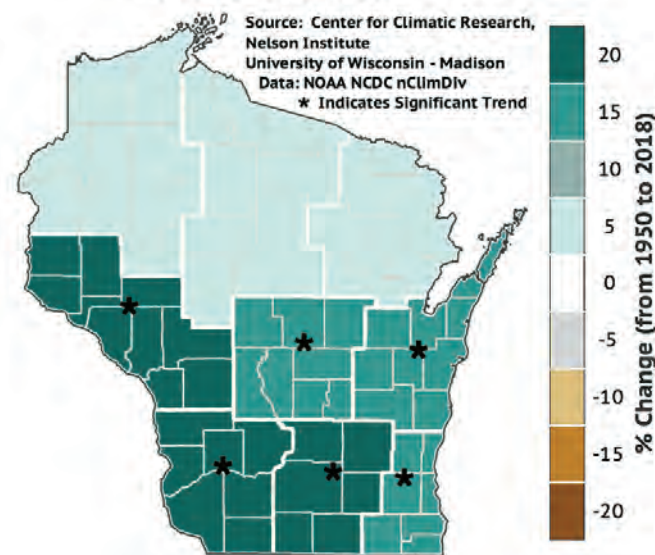 Source: Center for Climatic Research,
Nelson Institute
University of Wisconsin - Madison
Data: NOAA NCDC nClimDiv
* Indicates Significant Trend
20
15
10
5
0
-5
-10
-15
-20
% Change (from 1950 to 2018)